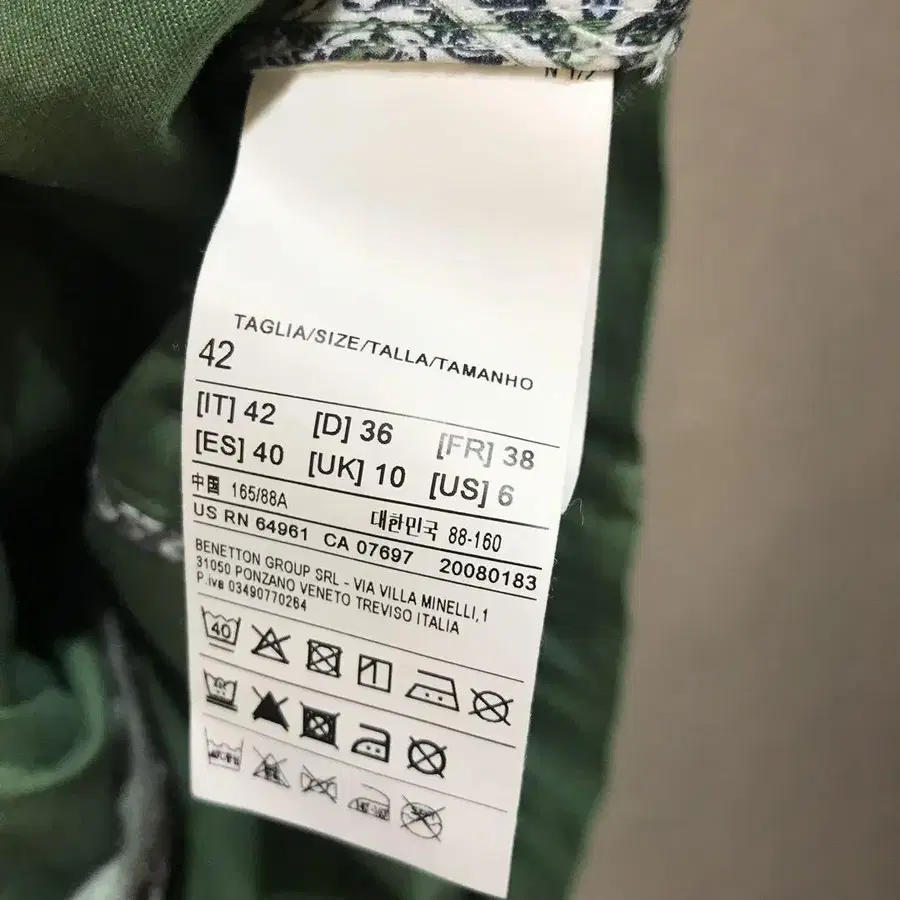 N 1/2
TAGLIA/SIZE/TALLA/TAMANHO
42
[IT] 42 [D] 36 [FR] 38
[ES] 40 [UK] 10 [US] 6
中国 165/88A 대한민국 88-160
US RN 64961 CA 07697 20080183
BENETTON GROUP SRL - VIA VILLA MINELLI,1
31050 PONZANO VENETO TREVISO ITALIA
P.iva 03490770264
40